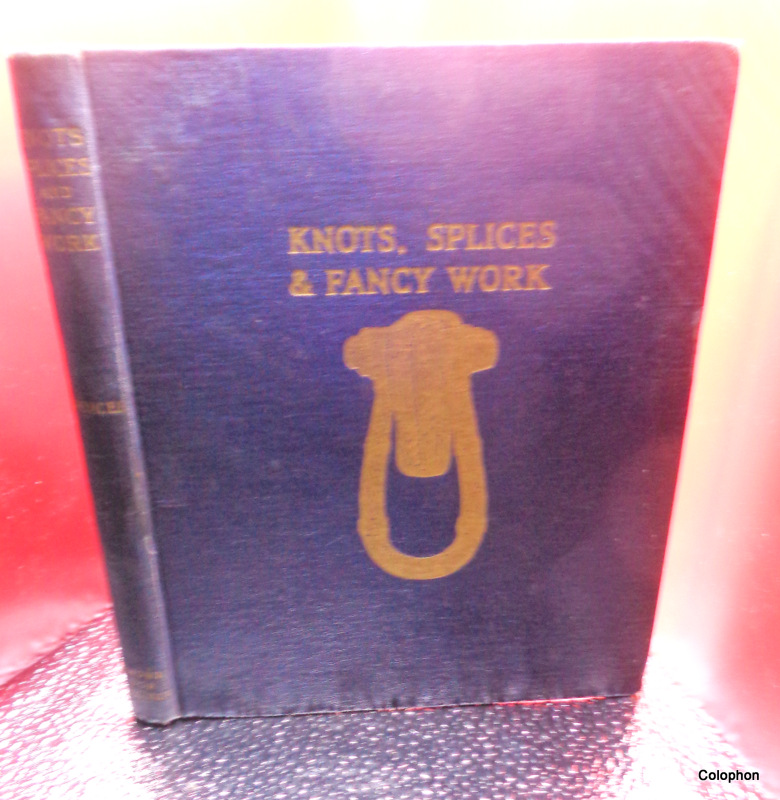 KNOTS
SPLICES
AND
FANCY
WORK
KNOTS, SPLICES
& FANCY WORK
Colophon